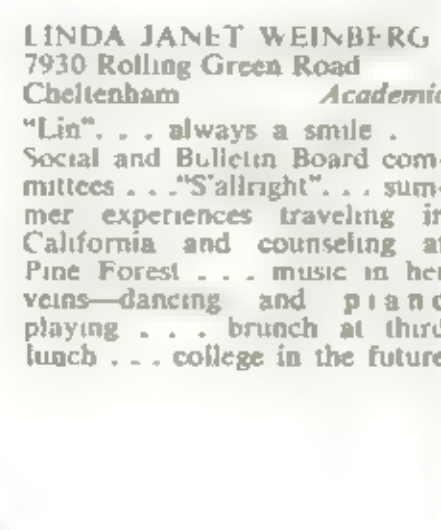 LINDA JANET WEINBERG
7930 Rolling Green Road
Cheltenham Academic
"Lin". . . always a smile .
Social and Bulletin Board com-
mittees . . ."S'allright". . . sum-
mer experiences traveling in
California and counseling at
Pine Forest . . . music in her
veins—dancing and piano
playing . . . brunch at third
lunch . . . college in the future